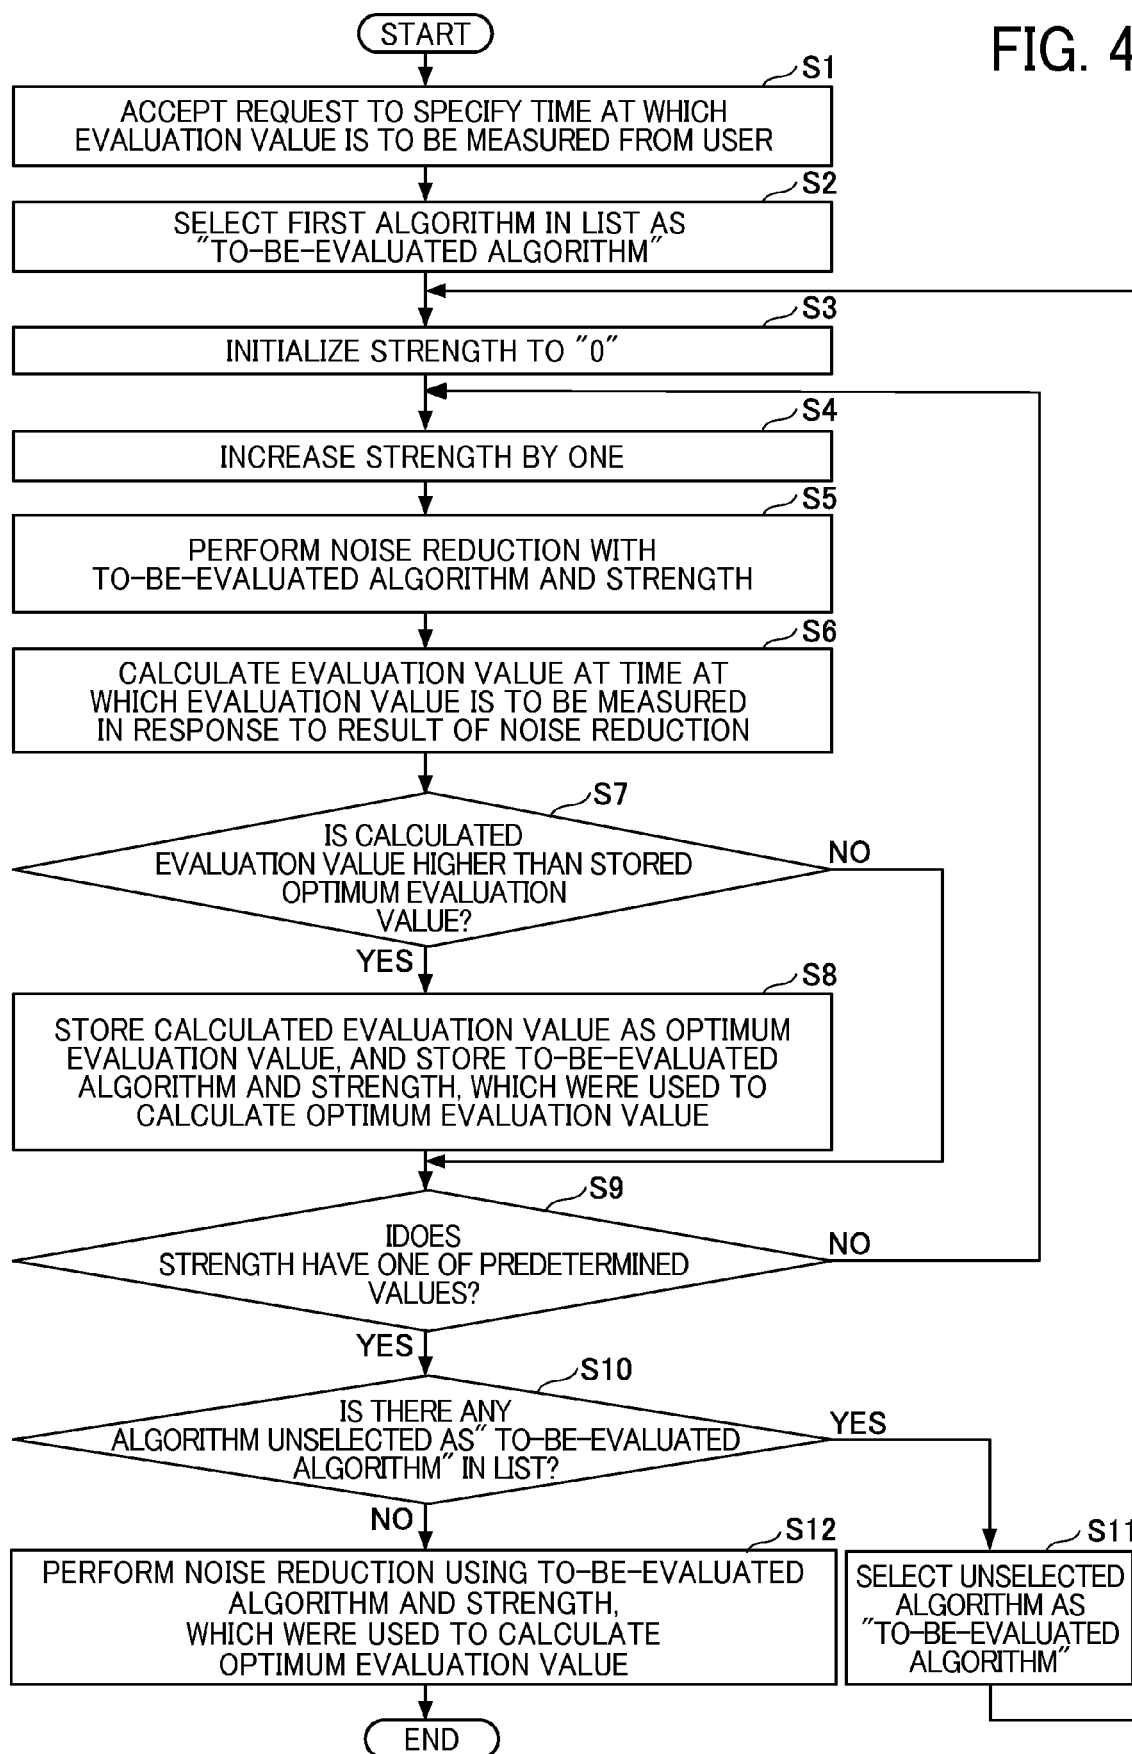 START
FIG. 4
S1
ACCEPT REQUEST TO SPECIFY TIME AT WHICH
EVALUATION VALUE IS TO BE MEASURED FROM USER
S2
SELECT FIRST ALGORITHM IN LIST AS
"TO-BE-EVALUATED ALGORITHM"
S3
INITIALIZE STRENGTH TO "0"
S4
INCREASE STRENGTH BY ONE
S5
PERFORM NOISE REDUCTION WITH
TO-BE-EVALUATED ALGORITHM AND STRENGTH
S6
CALCULATE EVALUATION VALUE AT TIME AT
WHICH EVALUATION VALUE IS TO BE MEASURED
IN RESPONSE TO RESULT OF NOISE REDUCTION
S7
IS CALCULATED
EVALUATION VALUE HIGHER THAN STORED
OPTIMUM EVALUATION
VALUE?
NO
YES
S8
STORE CALCULATED EVALUATION VALUE AS OPTIMUM
EVALUATION VALUE, AND STORE TO-BE-EVALUATED
ALGORITHM AND STRENGTH, WHICH WERE USED TO
CALCULATE OPTIMUM EVALUATION VALUE
S9
IDOES
STRENGTH HAVE ONE OF PREDETERMINED
VALUES?
NO
YES
S10
IS THERE ANY
ALGORITHM UNSELECTED AS" TO-BE-EVALUATED
ALGORITHM" IN LIST?
YES
NO
S12
PERFORM NOISE REDUCTION USING TO-BE-EVALUATED
ALGORITHM AND STRENGTH,
WHICH WERE USED TO CALCULATE
OPTIMUM EVALUATION VALUE
S11
SELECT UNSELECTED
ALGORITHM AS
"TO-BE-EVALUATED
ALGORITHM"
END